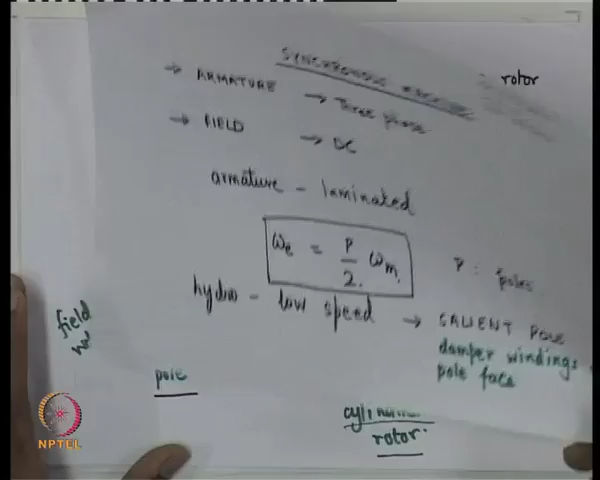 rotor
SYNCHRONOUS
→ ARMATURE → Three phase
→ FIELD → DC
armature - laminated
ωe = P/2. ωm.
P : poles
hydro - low speed → SALIENT POLE
damper windings
pole face
field
pole
rotor.
NPTEL